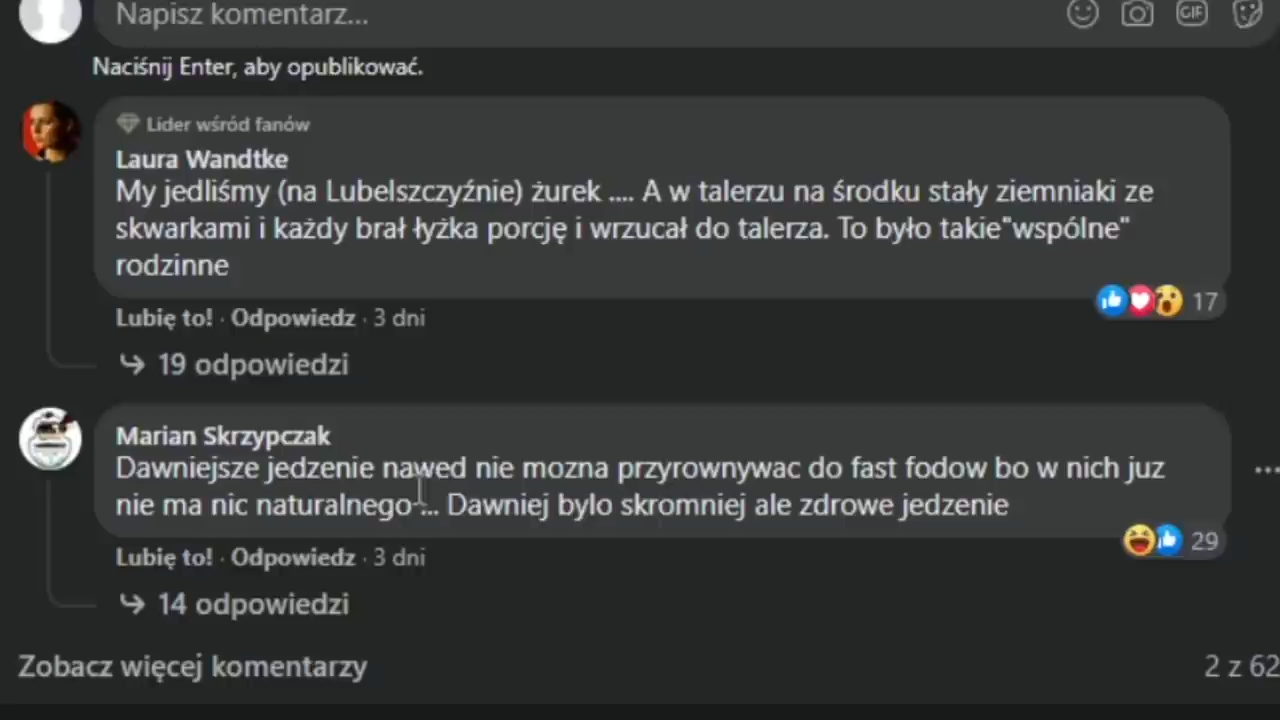 Napisz komentarz...
GIF
Naciśnij Enter, aby opublikować.
Lider wśród fanów
Laura Wandtke
My jedliśmy (na Lubelszczyźnie) żurek .... A w talerzu na środku stały ziemniaki ze
skwarkami i każdy brał łyżka porcję i wrzucał do talerza. To było takie"wspólne"
rodzinne
17
Lubię to! · Odpowiedz · 3 dni
19 odpowiedzi
Marian Skrzypczak
Dawniejsze jedzenie nawed nie mozna przyrownywac do fast fodow bo w nich juz
nie ma nic naturalnego ... Dawniej bylo skromniej ale zdrowe jedzenie
29
Lubię to! · Odpowiedz · 3 dni
14 odpowiedzi
Zobacz więcej komentarzy 2 z 62